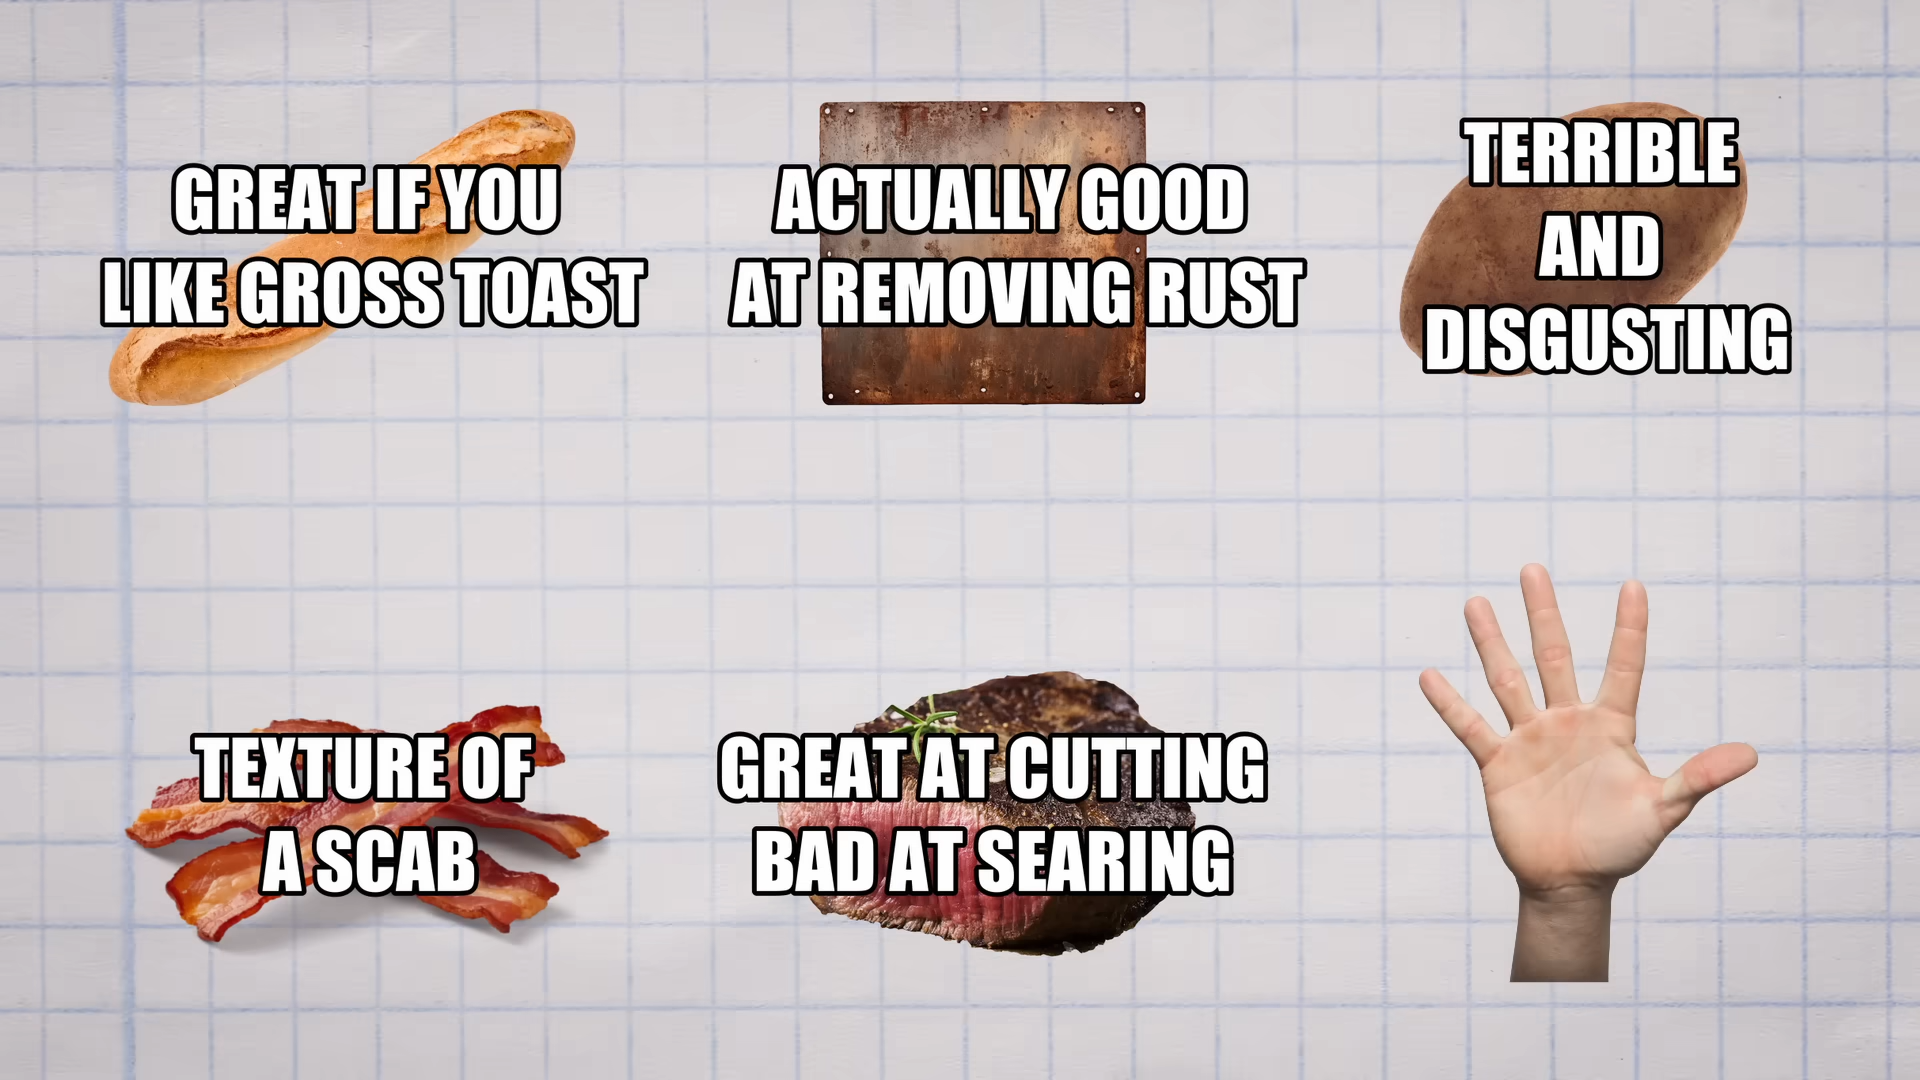 GREAT IF YOU
LIKE GROSS TOAST
ACTUALLY GOOD
AT REMOVING RUST
TERRIBLE
AND
DISGUSTING
TEXTURE OF
A SCAB
GREAT AT CUTTING
BAD AT SEARING